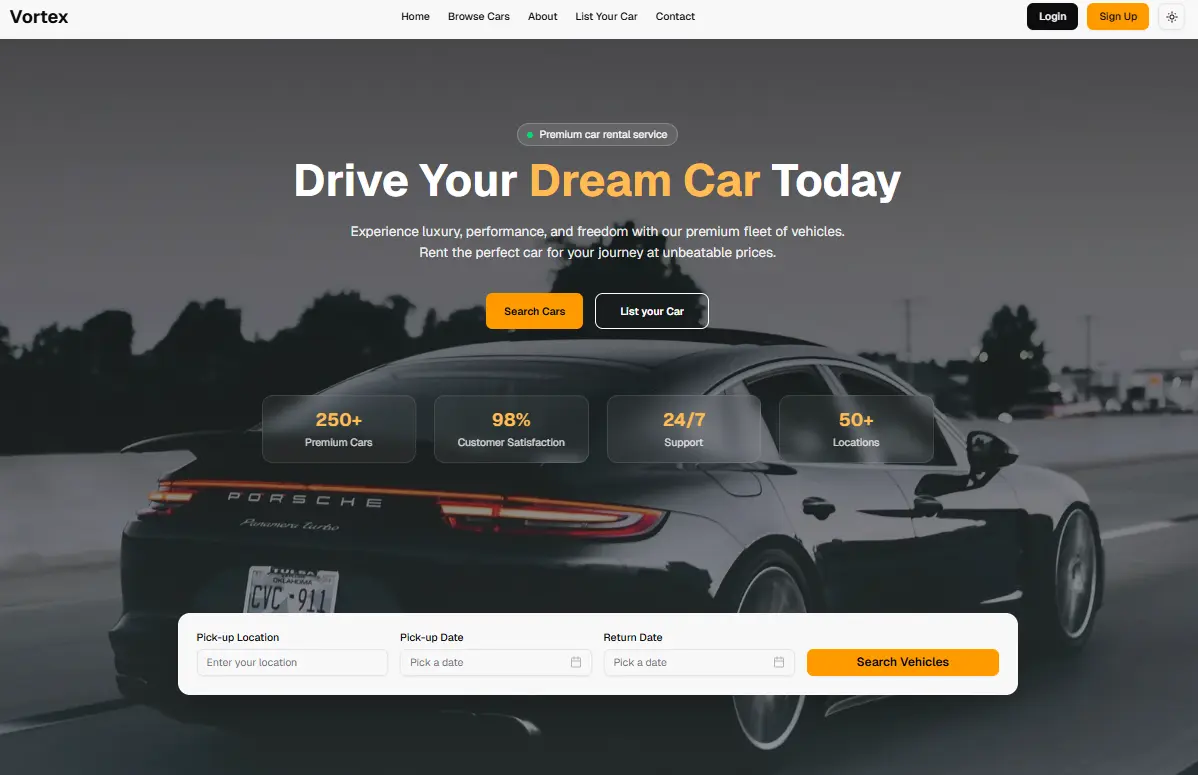 Vortex
Home Browse Cars About List Your Car Contact
Login Sign Up
Premium car rental service
Drive Your Dream Car Today
Experience luxury, performance, and freedom with our premium fleet of vehicles.
Rent the perfect car for your journey at unbeatable prices.
Search Cars List your Car
250+ 98% 24/7 50+
Premium Cars Customer Satisfaction Support Locations
PORSCHE
Panamera Turbo
OKLAHOMA
CVC 911
Pick-up Location Pick-up Date Return Date
Enter your location Pick a date Pick a date Search Vehicles